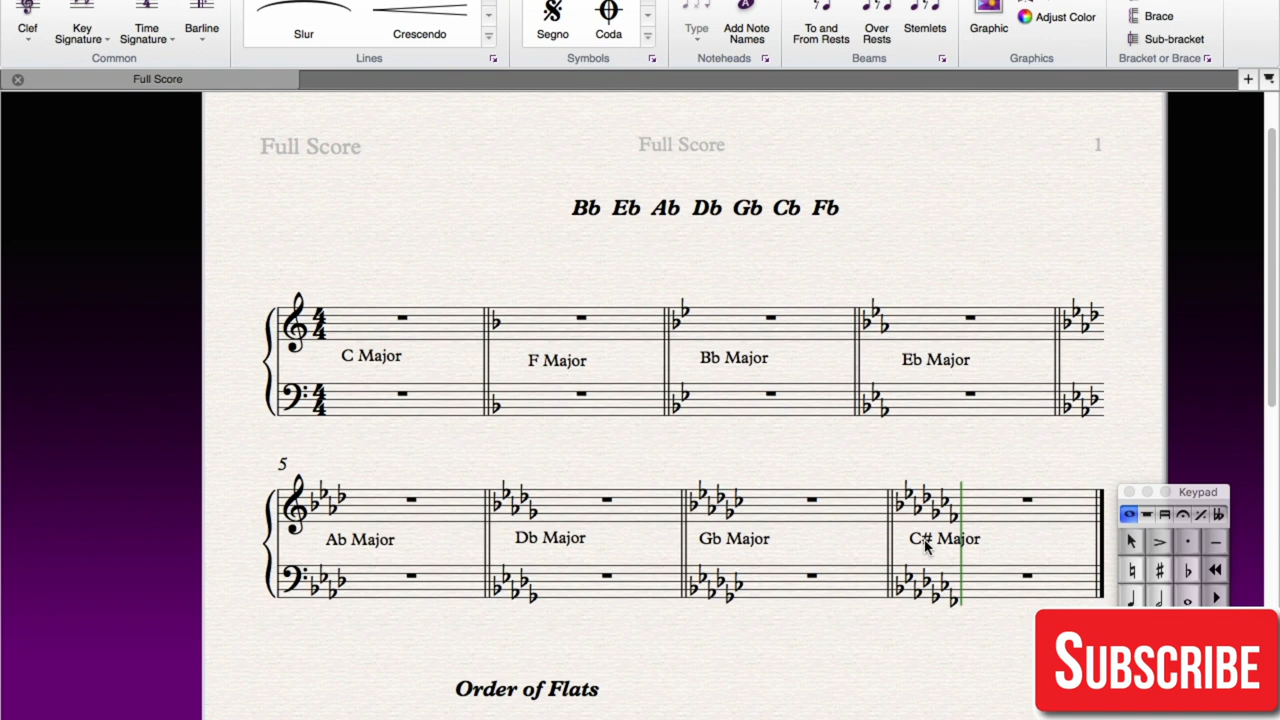 Clef
Key Signature
Time Signature
Barline
Common
Slur
Crescendo
Lines
Segno
Coda
Symbols
Type
Add Note Names
Noteheads
To and From Rests
Over Rests
Stemlets
Beams
Graphic
Adjust Color
Graphics
Brace
Sub-bracket
Bracket or Brace
Full Score
Full Score
Full Score
1
Bb Eb Ab Db Gb Cb Fb
C Major
F Major
Bb Major
Eb Major
5
Ab Major
Db Major
Gb Major
C# Major
Keypad
Order of Flats
SUBSCRIBE